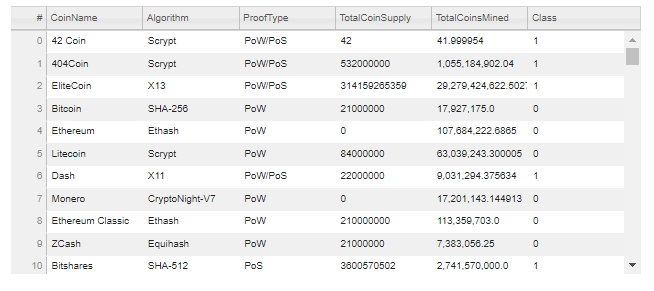 # CoinName Algorithm ProofType TotalCoinSupply TotalCoinsMined Class
0 42 Coin Scrypt PoW/PoS 42 41.999954 1
1 404Coin Scrypt PoW/PoS 532000000 1,055,184,902.04 1
2 EliteCoin X13 PoW/PoS 314159265359 29,279,424,622.502 1
3 Bitcoin SHA-256 PoW 21000000 17,927,175.0 0
4 Ethereum Ethash PoW 0 107,684,222.6865 0
5 Litecoin Scrypt PoW 84000000 63,039,243.300005 0
6 Dash X11 PoW/PoS 22000000 9,031,294.375634 1
7 Monero CryptoNight-V7 PoW 0 17,201,143.144913 0
8 Ethereum Classic Ethash PoW 210000000 113,359,703.0 0
9 ZCash Equihash PoW 21000000 7,383,056.25 0
10 Bitshares SHA-512 PoS 3600570502 2,741,570,000.0 1